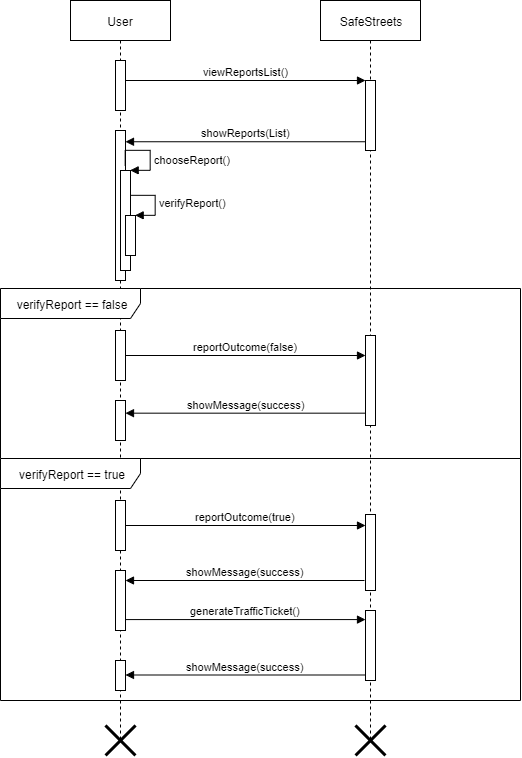 User
SafeStreets
viewReportsList()
showReports(List)
chooseReport()
verifyReport()
verifyReport == false
reportOutcome(false)
showMessage(success)
verifyReport == true
reportOutcome(true)
showMessage(success)
generateTrafficTicket()
showMessage(success)